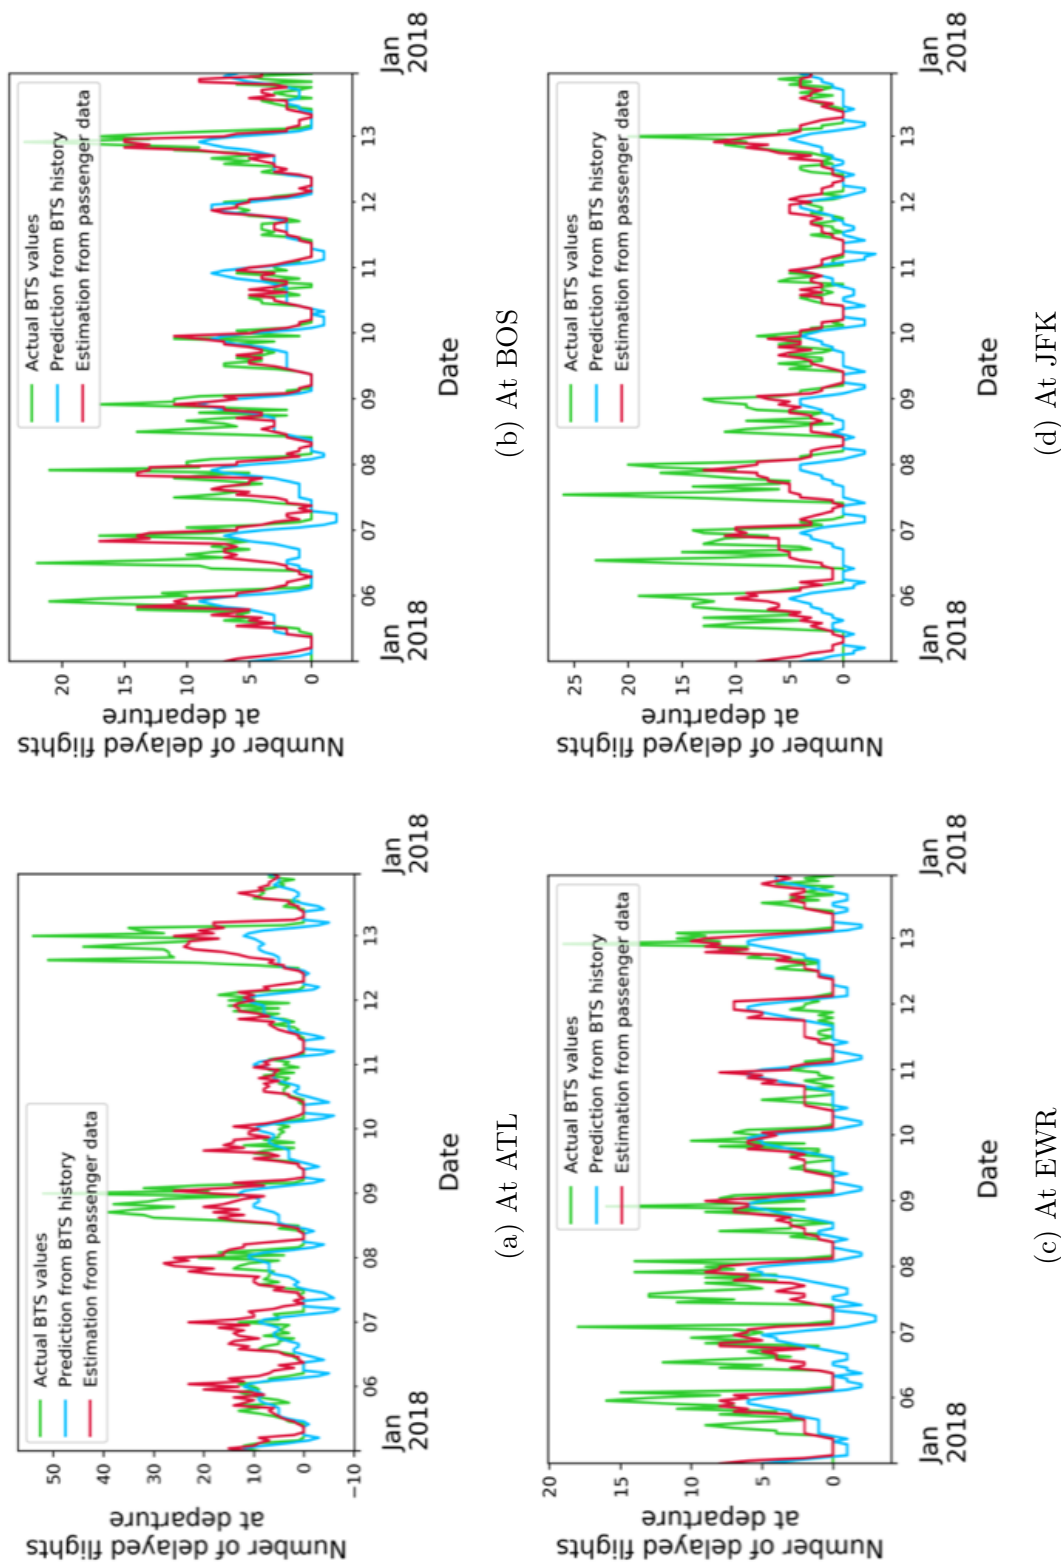 Number of delayed flights
at departure
50
40
30
20
10
0
−10
Actual BTS values
Prediction from BTS history
Estimation from passenger data
06
07
08
09
10
11
12
13
Jan
2018
Jan
2018
Date
(a) At ATL
Number of delayed flights
at departure
20
15
10
5
0
Actual BTS values
Prediction from BTS history
Estimation from passenger data
06
07
08
09
10
11
12
13
Jan
2018
Jan
2018
Date
(b) At BOS
Number of delayed flights
at departure
20
15
10
5
0
Actual BTS values
Prediction from BTS history
Estimation from passenger data
06
07
08
09
10
11
12
13
Jan
2018
Jan
2018
Date
(c) At EWR
Number of delayed flights
at departure
25
20
15
10
5
0
Actual BTS values
Prediction from BTS history
Estimation from passenger data
06
07
08
09
10
11
12
13
Jan
2018
Jan
2018
Date
(d) At JFK